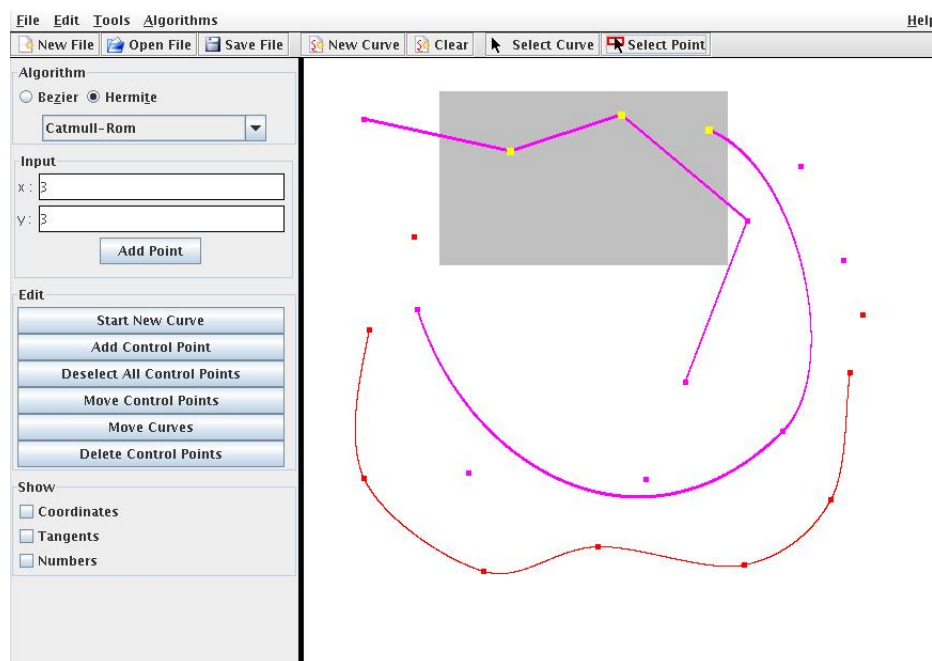 File Edit Tools Algorithms Help
New File Open File Save File New Curve Clear Select Curve Select Point
Algorithm
Bezier Hermite
Catmull-Rom
Input
x: 3
y: 3
Add Point
Edit
Start New Curve
Add Control Point
Deselect All Control Points
Move Control Points
Move Curves
Delete Control Points
Show
Coordinates
Tangents
Numbers